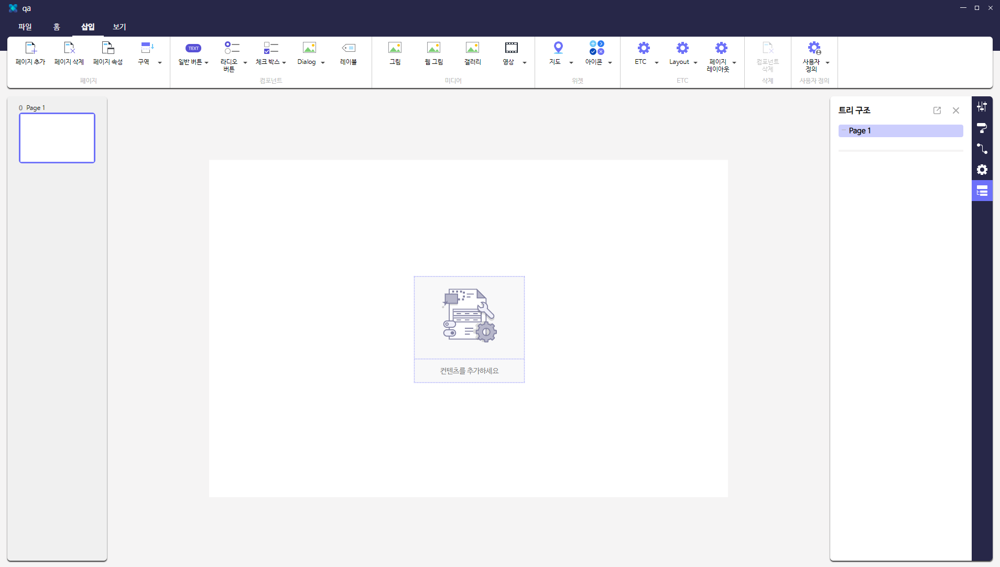 qa
파일 홈 삽입 보기
TEXT
페이지 추가 페이지 삭제 페이지 속성 구역 일반 버튼 라디오 체크 박스 Dialog 레이블 그림 웹 그림 갤러리 영상 지도 아이콘 ETC Layout 페이지 컴포넌트 사용자
버튼 레이아웃 삭제 정의
페이지 컴포넌트 미디어 위젯 ETC 삭제 사용자 정의
0 Page 1
트리 구조
Page 1
컨텐츠를 추가하세요